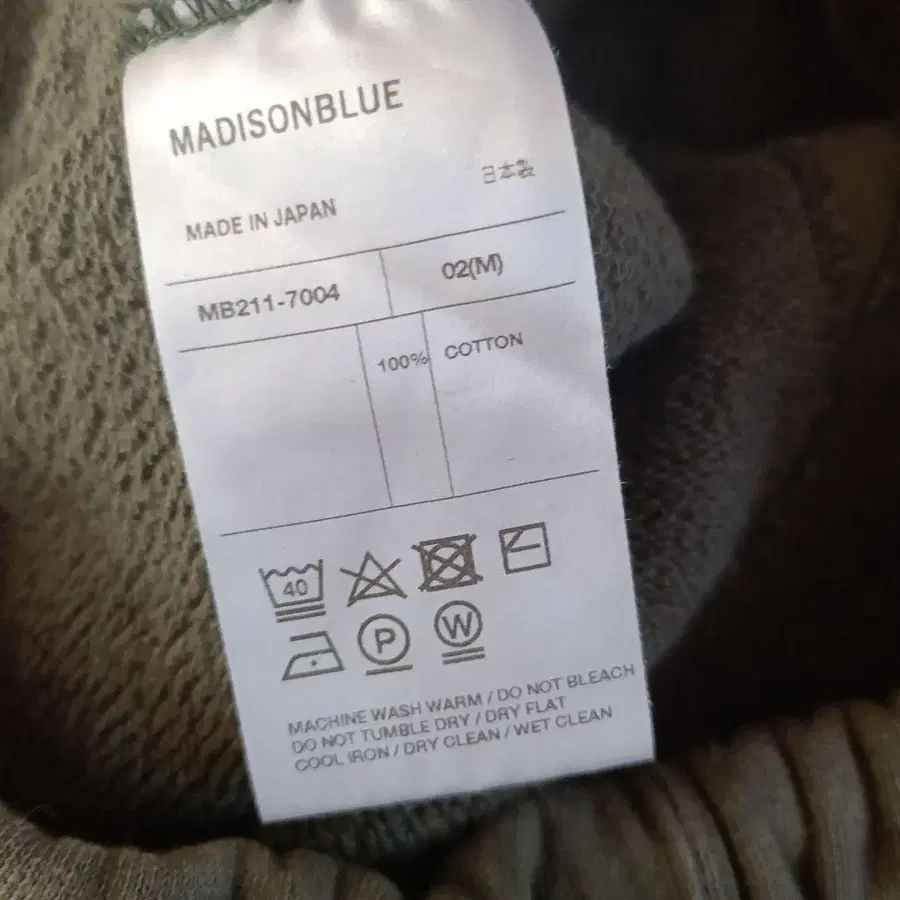 MADISONBLUE
日本製
MADE IN JAPAN
MB211-7004 02(M)
100% COTTON
40
P W
MACHINE WASH WARM / DO NOT BLEACH
DO NOT TUMBLE DRY / DRY FLAT
COOL IRON / DRY CLEAN / WET CLEAN